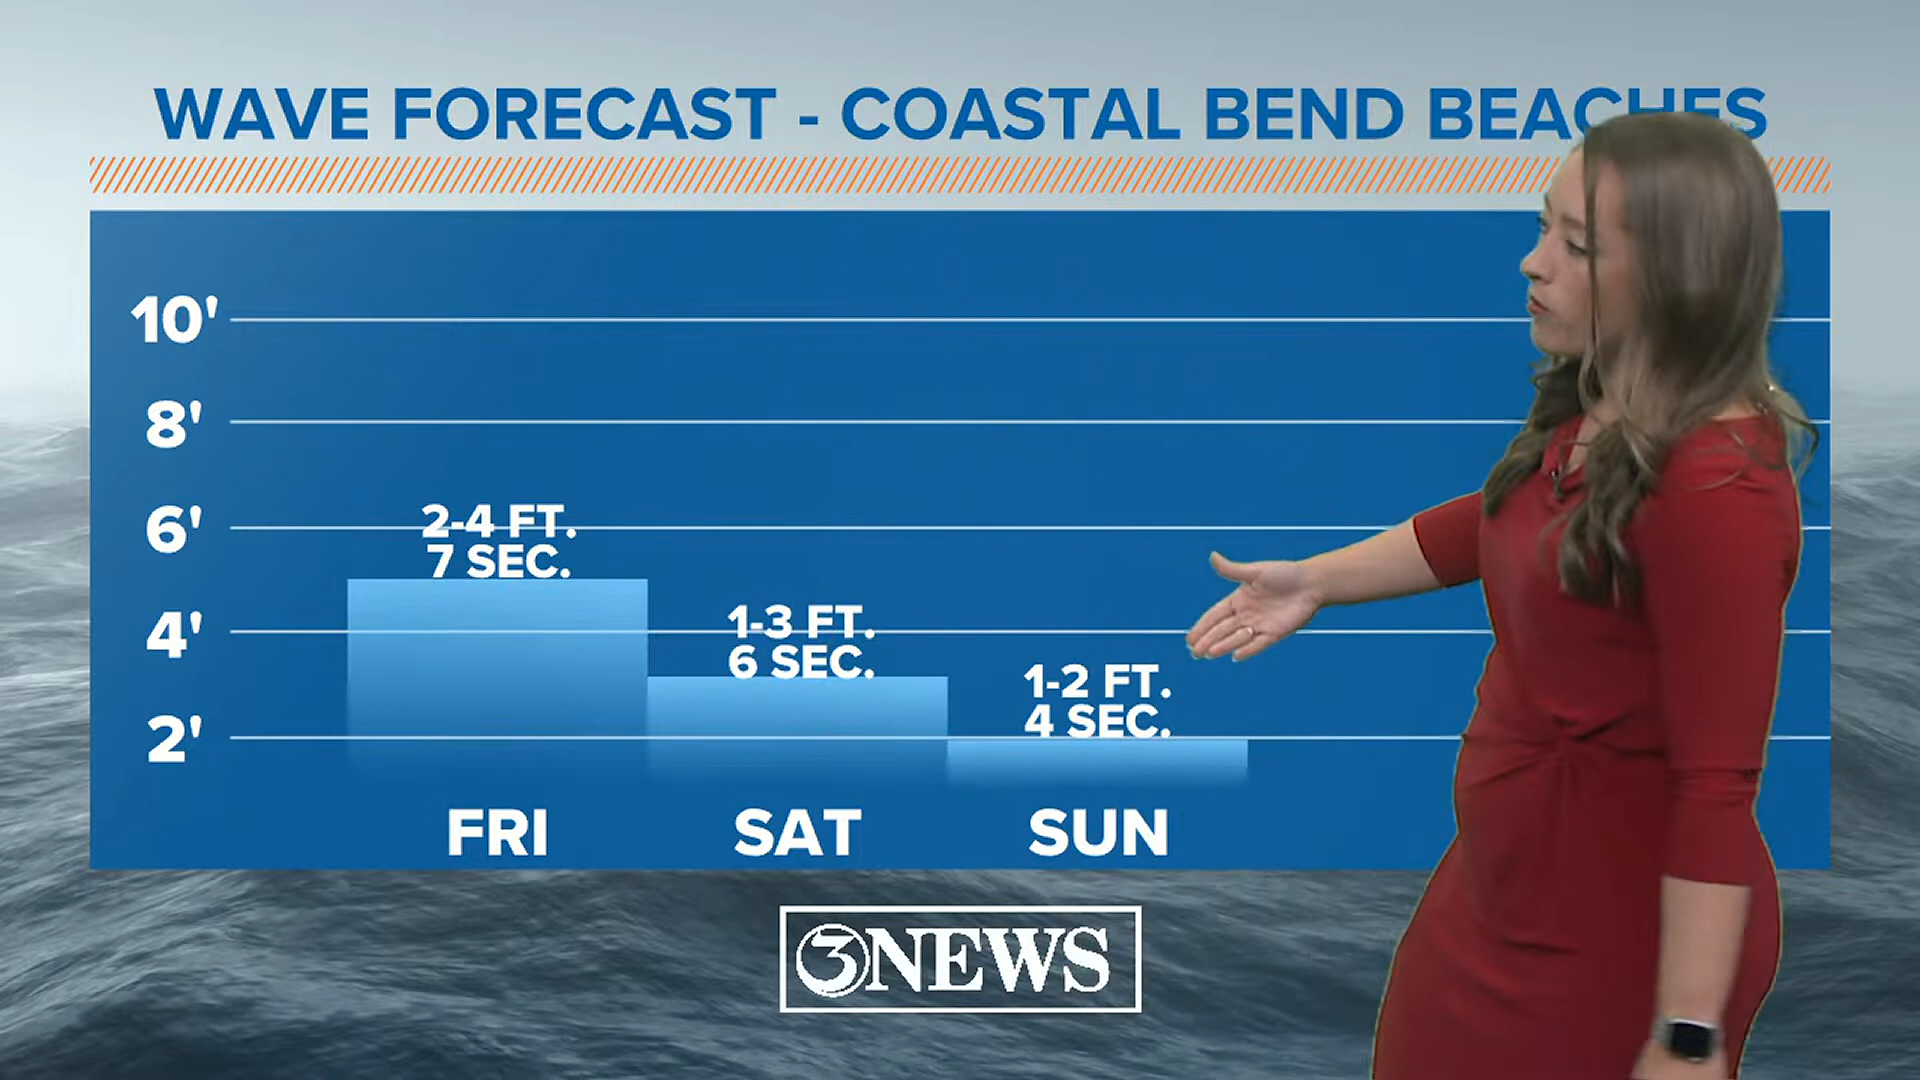 WAVE FORECAST - COASTAL BEND BEACHES
10'
8'
6'
4'
2'
2-4 FT.
7 SEC.
1-3 FT.
6 SEC.
1-2 FT.
4 SEC.
FRI SAT SUN
3NEWS